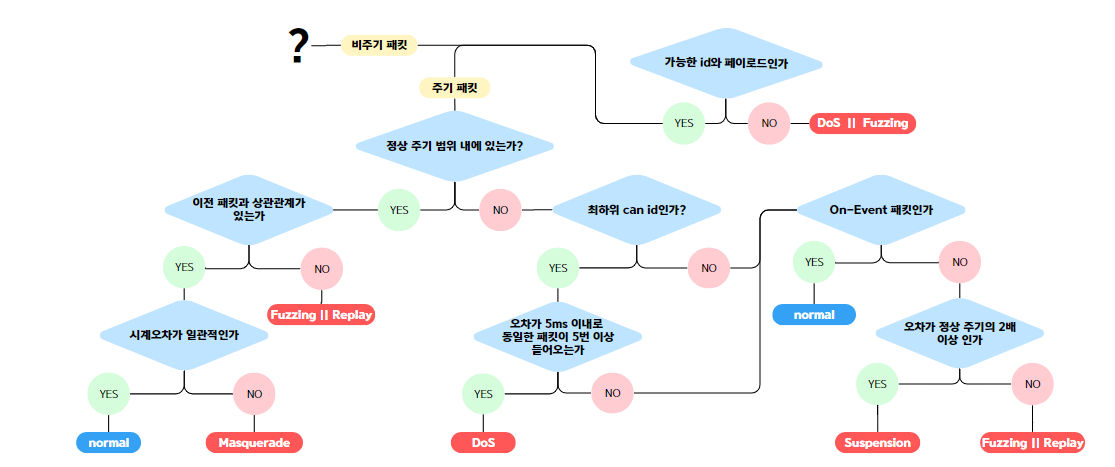 ?
비주기 패킷
가능한 id와 페이로드인가
주기 패킷
YES
NO
DoS || Fuzzing
정상 주기 범위 내에 있는가?
이전 패킷과 상관관계가
있는가
YES
NO
최하위 can id인가?
On-Event 패킷인가
YES
NO
YES
NO
YES
NO
Fuzzing || Replay
normal
시계오차가 일관적인가
오차가 5ms 이내로
동일한 패킷이 5번 이상
들어오는가
오차가 정상 주기의 2배
이상 인가
YES
NO
YES
NO
YES
NO
normal
Masquerade
DoS
Suspension
Fuzzing || Replay